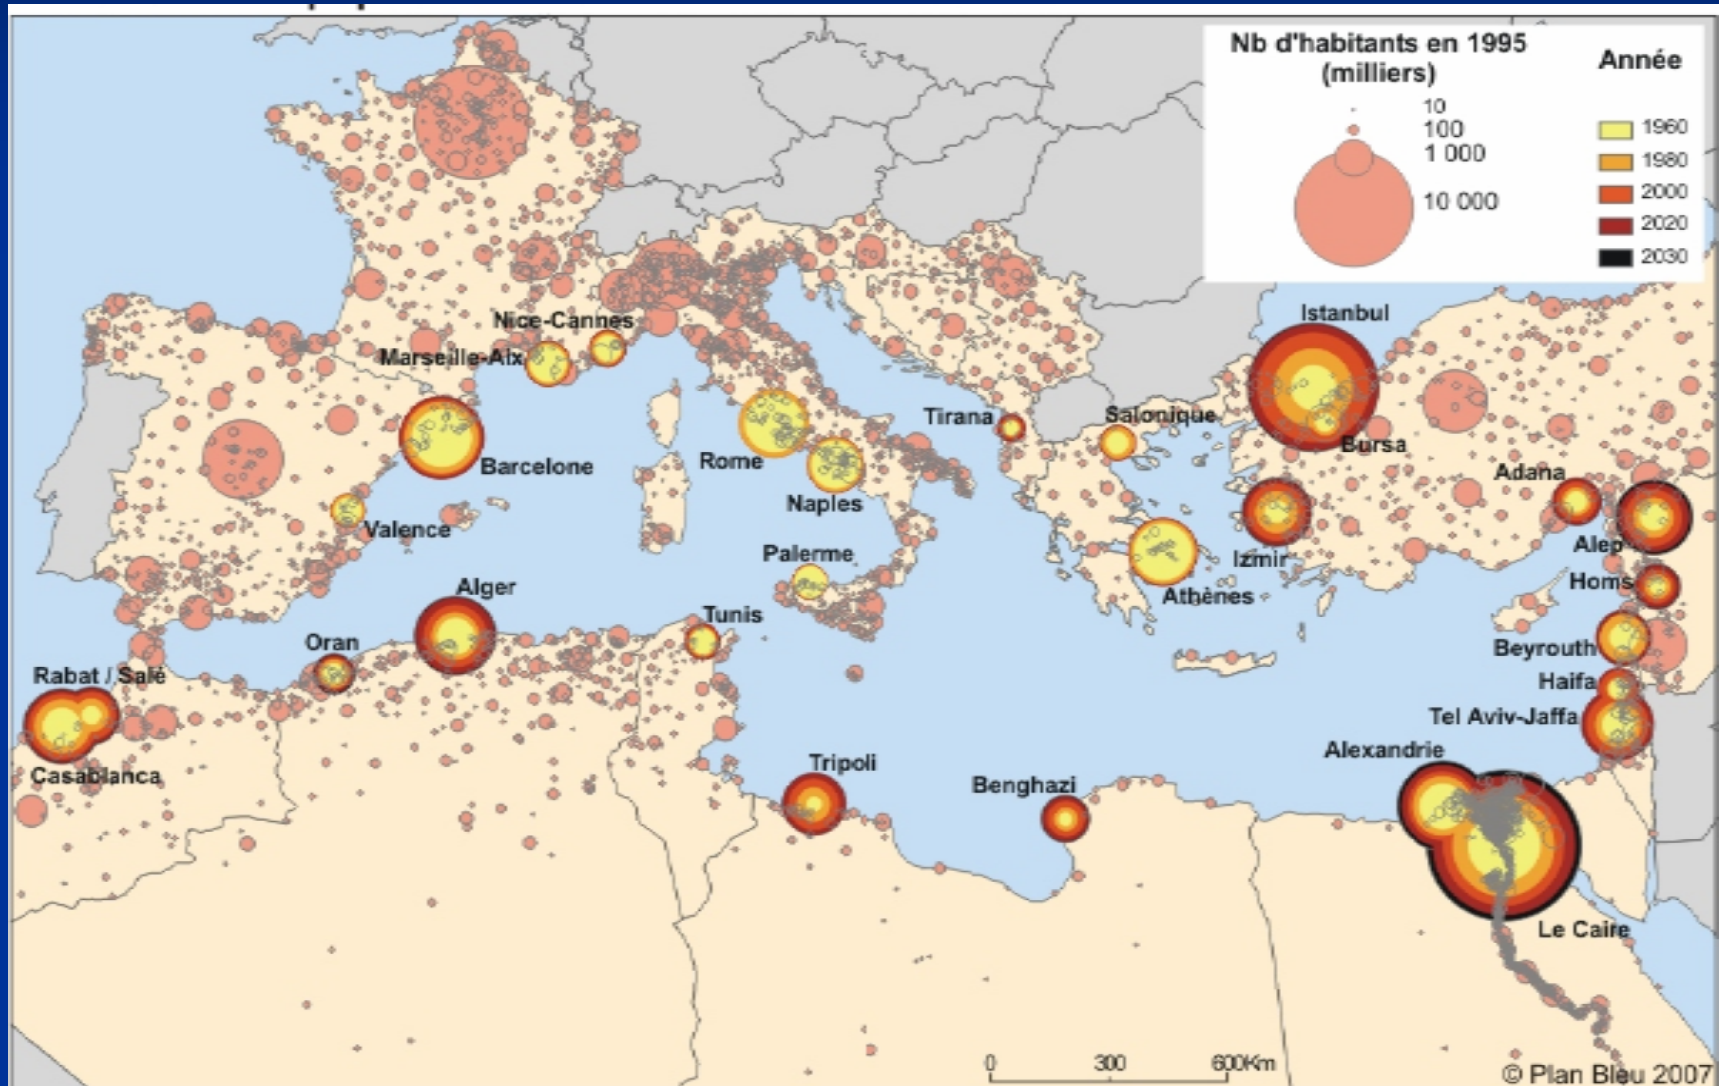 Nb d'habitants en 1995
(milliers)
10
100
1 000
10 000
Année
1960
1980
2000
2020
2030
Istanbul
Nice-Cannes
Marseille-Aix
Tirana
Salonique
Bursa
Barcelone
Rome
Adana
Naples
Valence
Alep
Palerme
Izmir
Homs
Alger
Athènes
Tunis
Oran
Beyrouth
Rabat / Salé
Haifa
Tel Aviv-Jaffa
Alexandrie
Casablanca
Tripoli
Benghazi
Le Caire
0 300 600Km
© Plan Bleu 2007